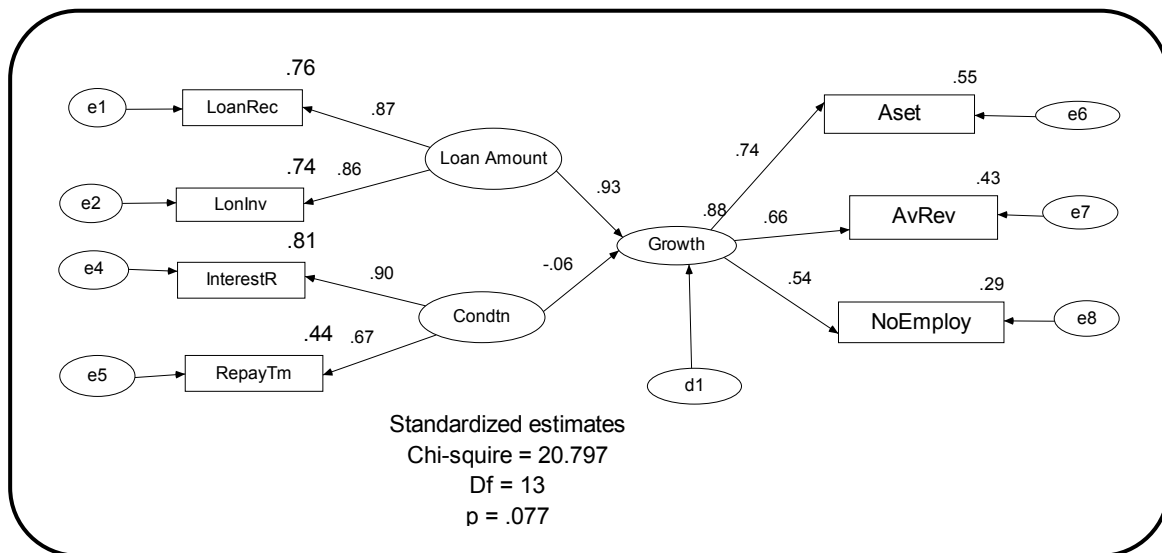 .76
.55
e1
LoanRec
.87
Aset
e6
Loan Amount
.74
.74
.86
.43
e2
LonInv
.93
.88
.66
AvRev
e7
.81
Growth
e4
InterestR
.90
-.06
.54
.29
Condtn
NoEmploy
e8
.44
.67
e5
RepayTm
d1
Standardized estimates
Chi-squire = 20.797
Df = 13
p = .077